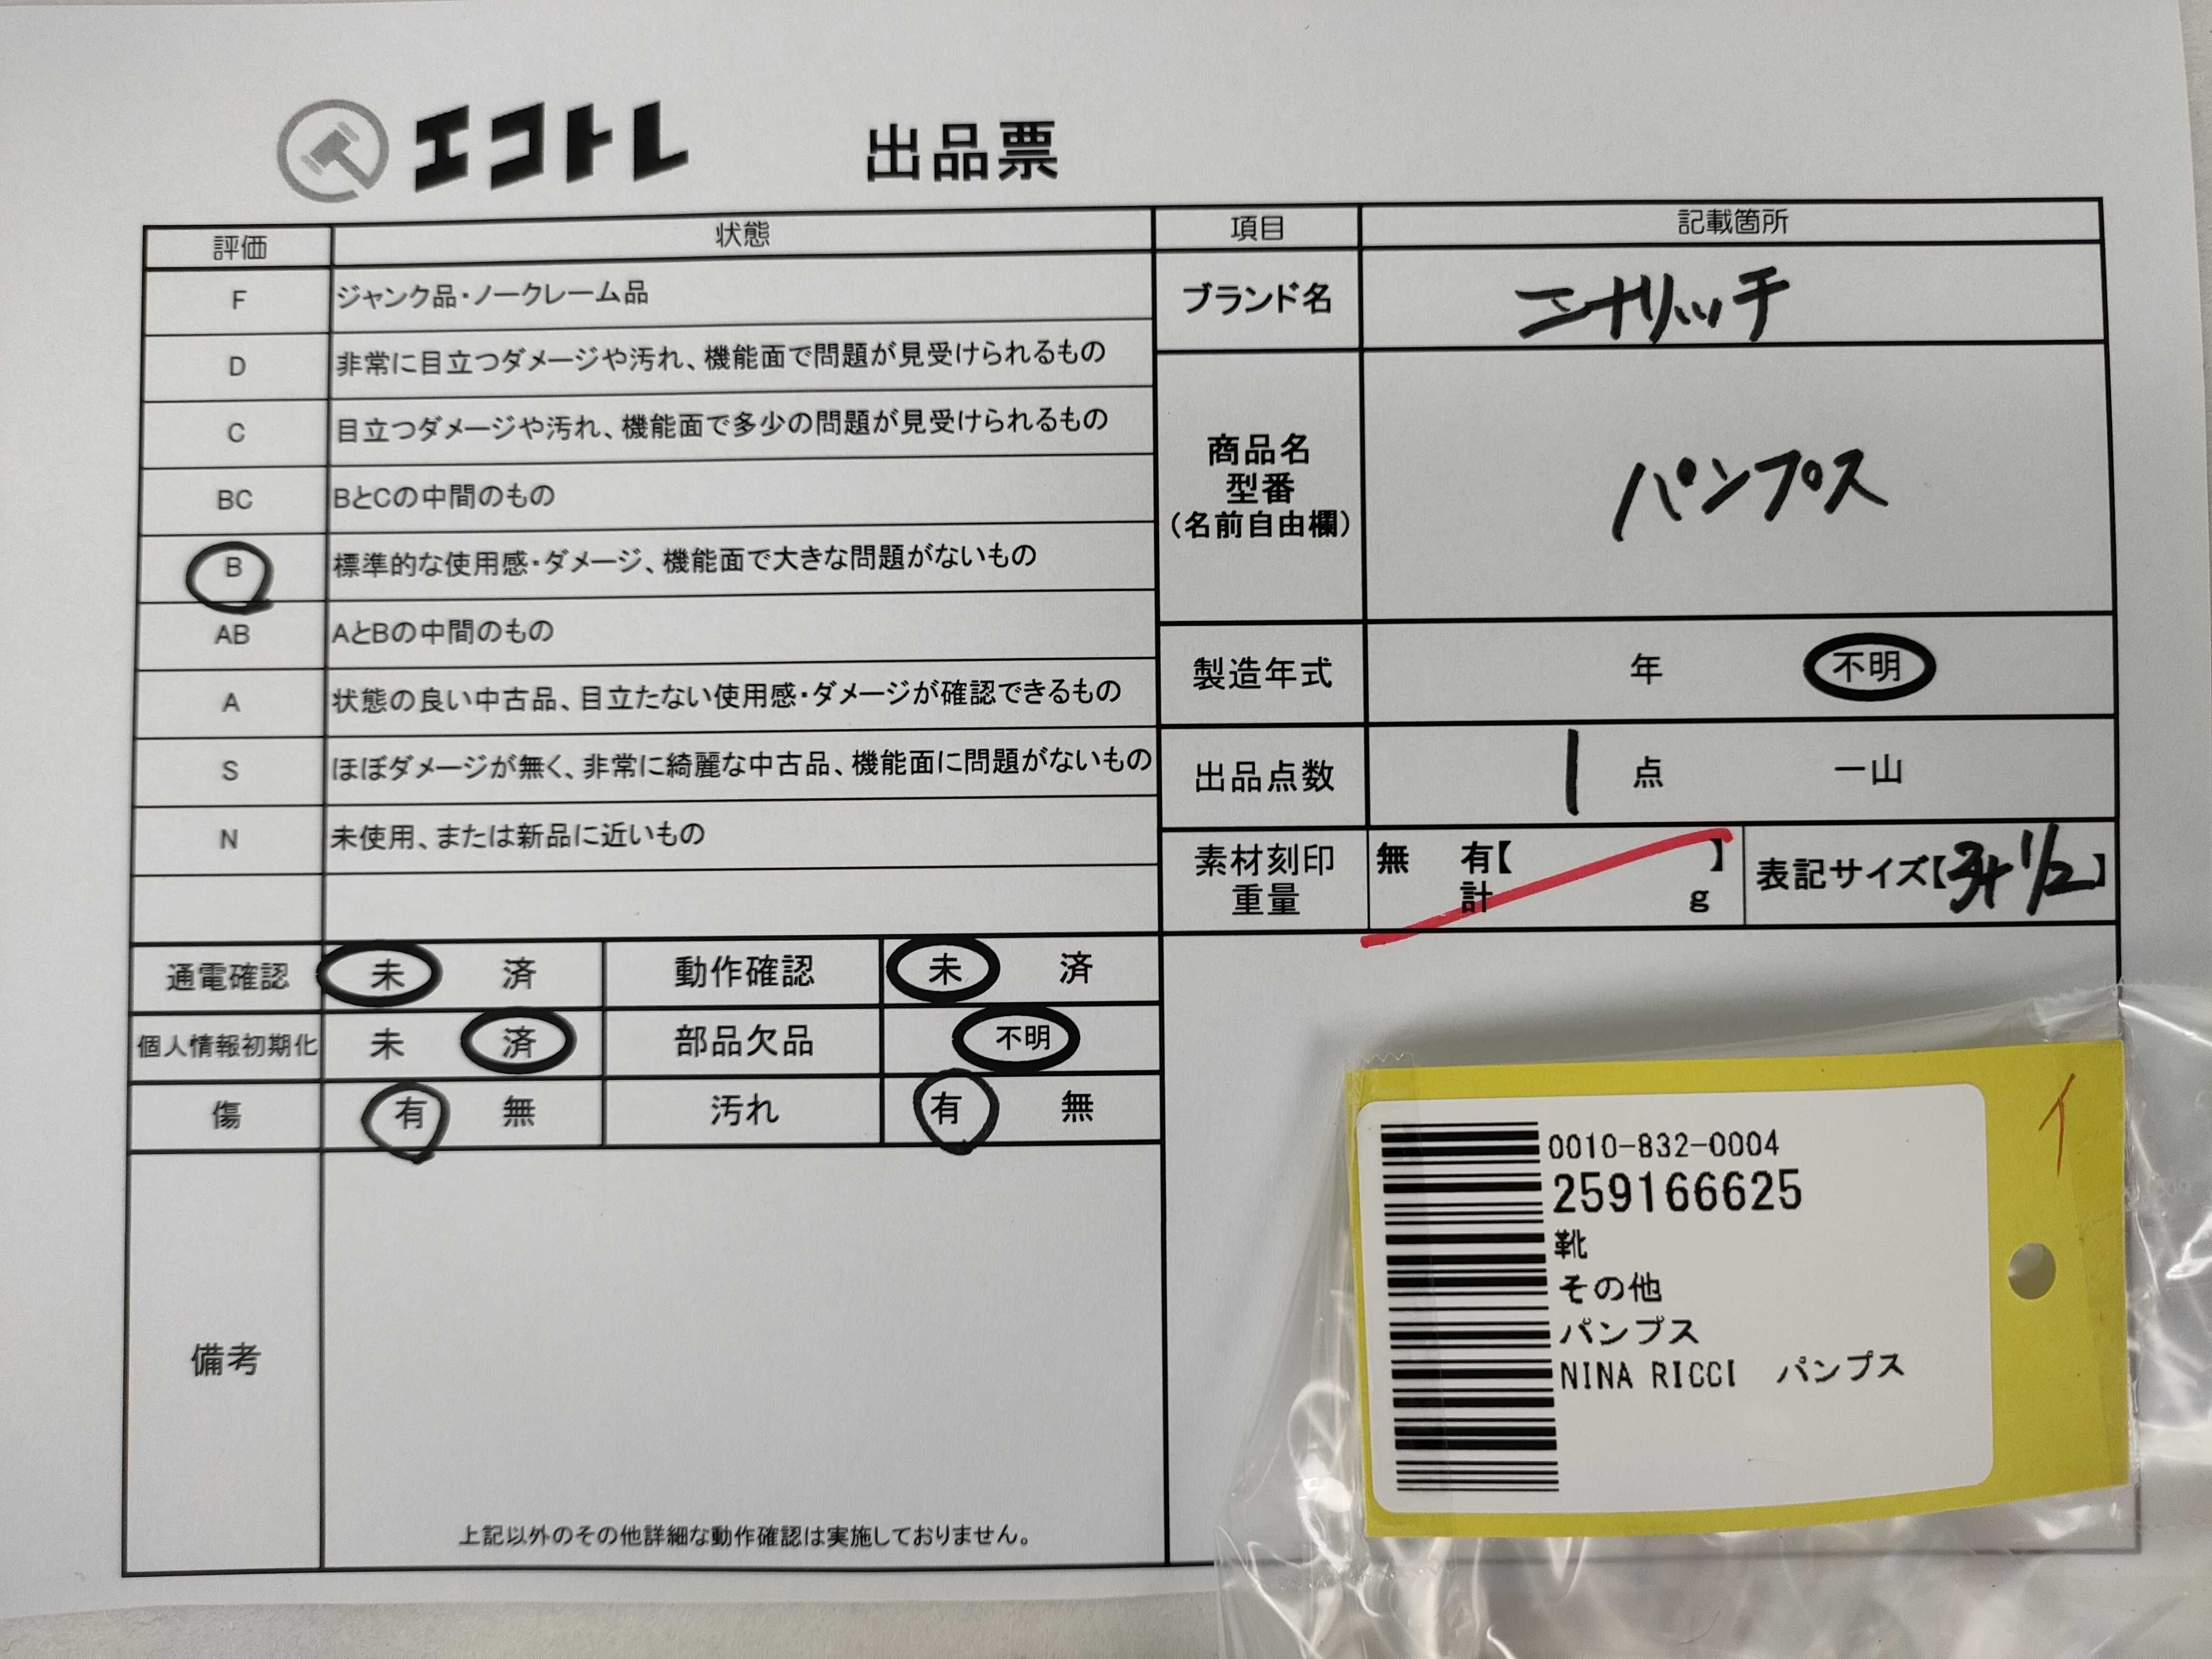 エコトレ 出品票
評価 状態
F ジャンク品・ノークレーム品
D 非常に目立つダメージや汚れ、機能面で問題が見受けられるもの
C 目立つダメージや汚れ、機能面で多少の問題が見受けられるもの
BC BとCの中間のもの
B 標準的な使用感・ダメージ、機能面で大きな問題がないもの
AB AとBの中間のもの
A 状態の良い中古品、目立たない使用感・ダメージが確認できるもの
S ほぼダメージが無く、非常に綺麗な中古品、機能面に問題がないもの
N 未使用、または新品に近いもの
通電確認 未 済 動作確認 未 済
個人情報初期化 未 済 部品欠品 不明
傷 有 無 汚れ 有 無
備考
上記以外のその他詳細な動作確認は実施しておりません。
項目 記載箇所
ブランド名 ニナリッチ
商品名
型番
（名前自由欄）
パンプス
製造年式 年 不明
出品点数 1 点 一山
素材刻印 無 有【 】
重量 計 g
表記サイズ【 1/2】
0010-832-0004
259166625
靴
その他
パンプス
NINA RICCI パンプス
イ